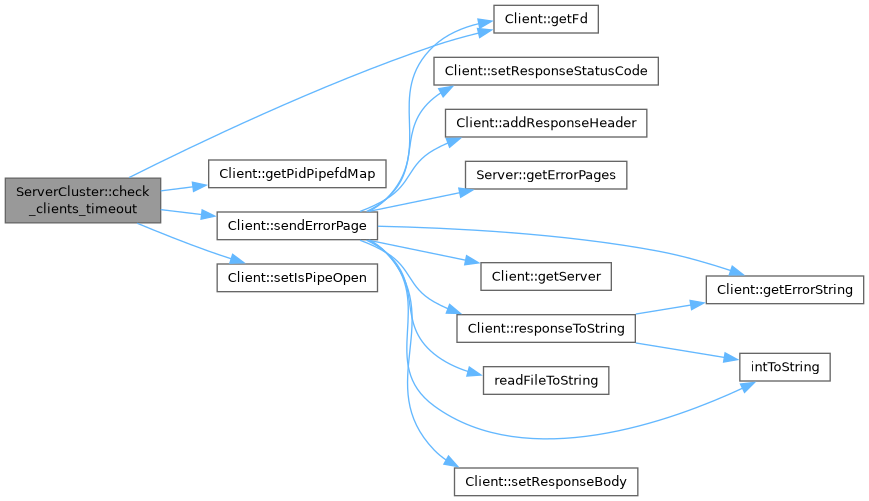 ServerCluster::check
_clients_timeout
Client::getFd
Client::setResponseStatusCode
Client::addResponseHeader
Client::getPidPipefdMap
Server::getErrorPages
Client::sendErrorPage
Client::setIsPipeOpen
Client::getServer
Client::getErrorString
Client::responseToString
intToString
readFileToString
Client::setResponseBody